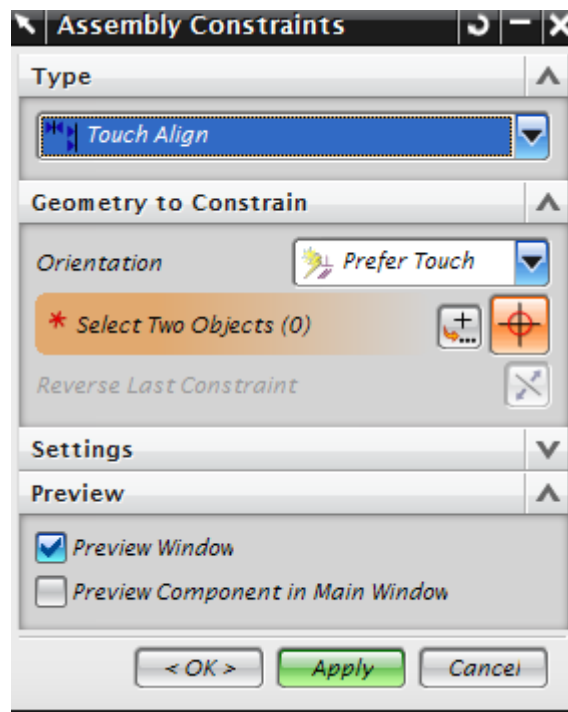 Assembly Constraints
Type
Touch Align
Geometry to Constrain
Orientation Prefer Touch
* Select Two Objects (0)
Reverse Last Constraint
Settings
Preview
Preview Window
Preview Component in Main Window
< OK > Apply Cancel